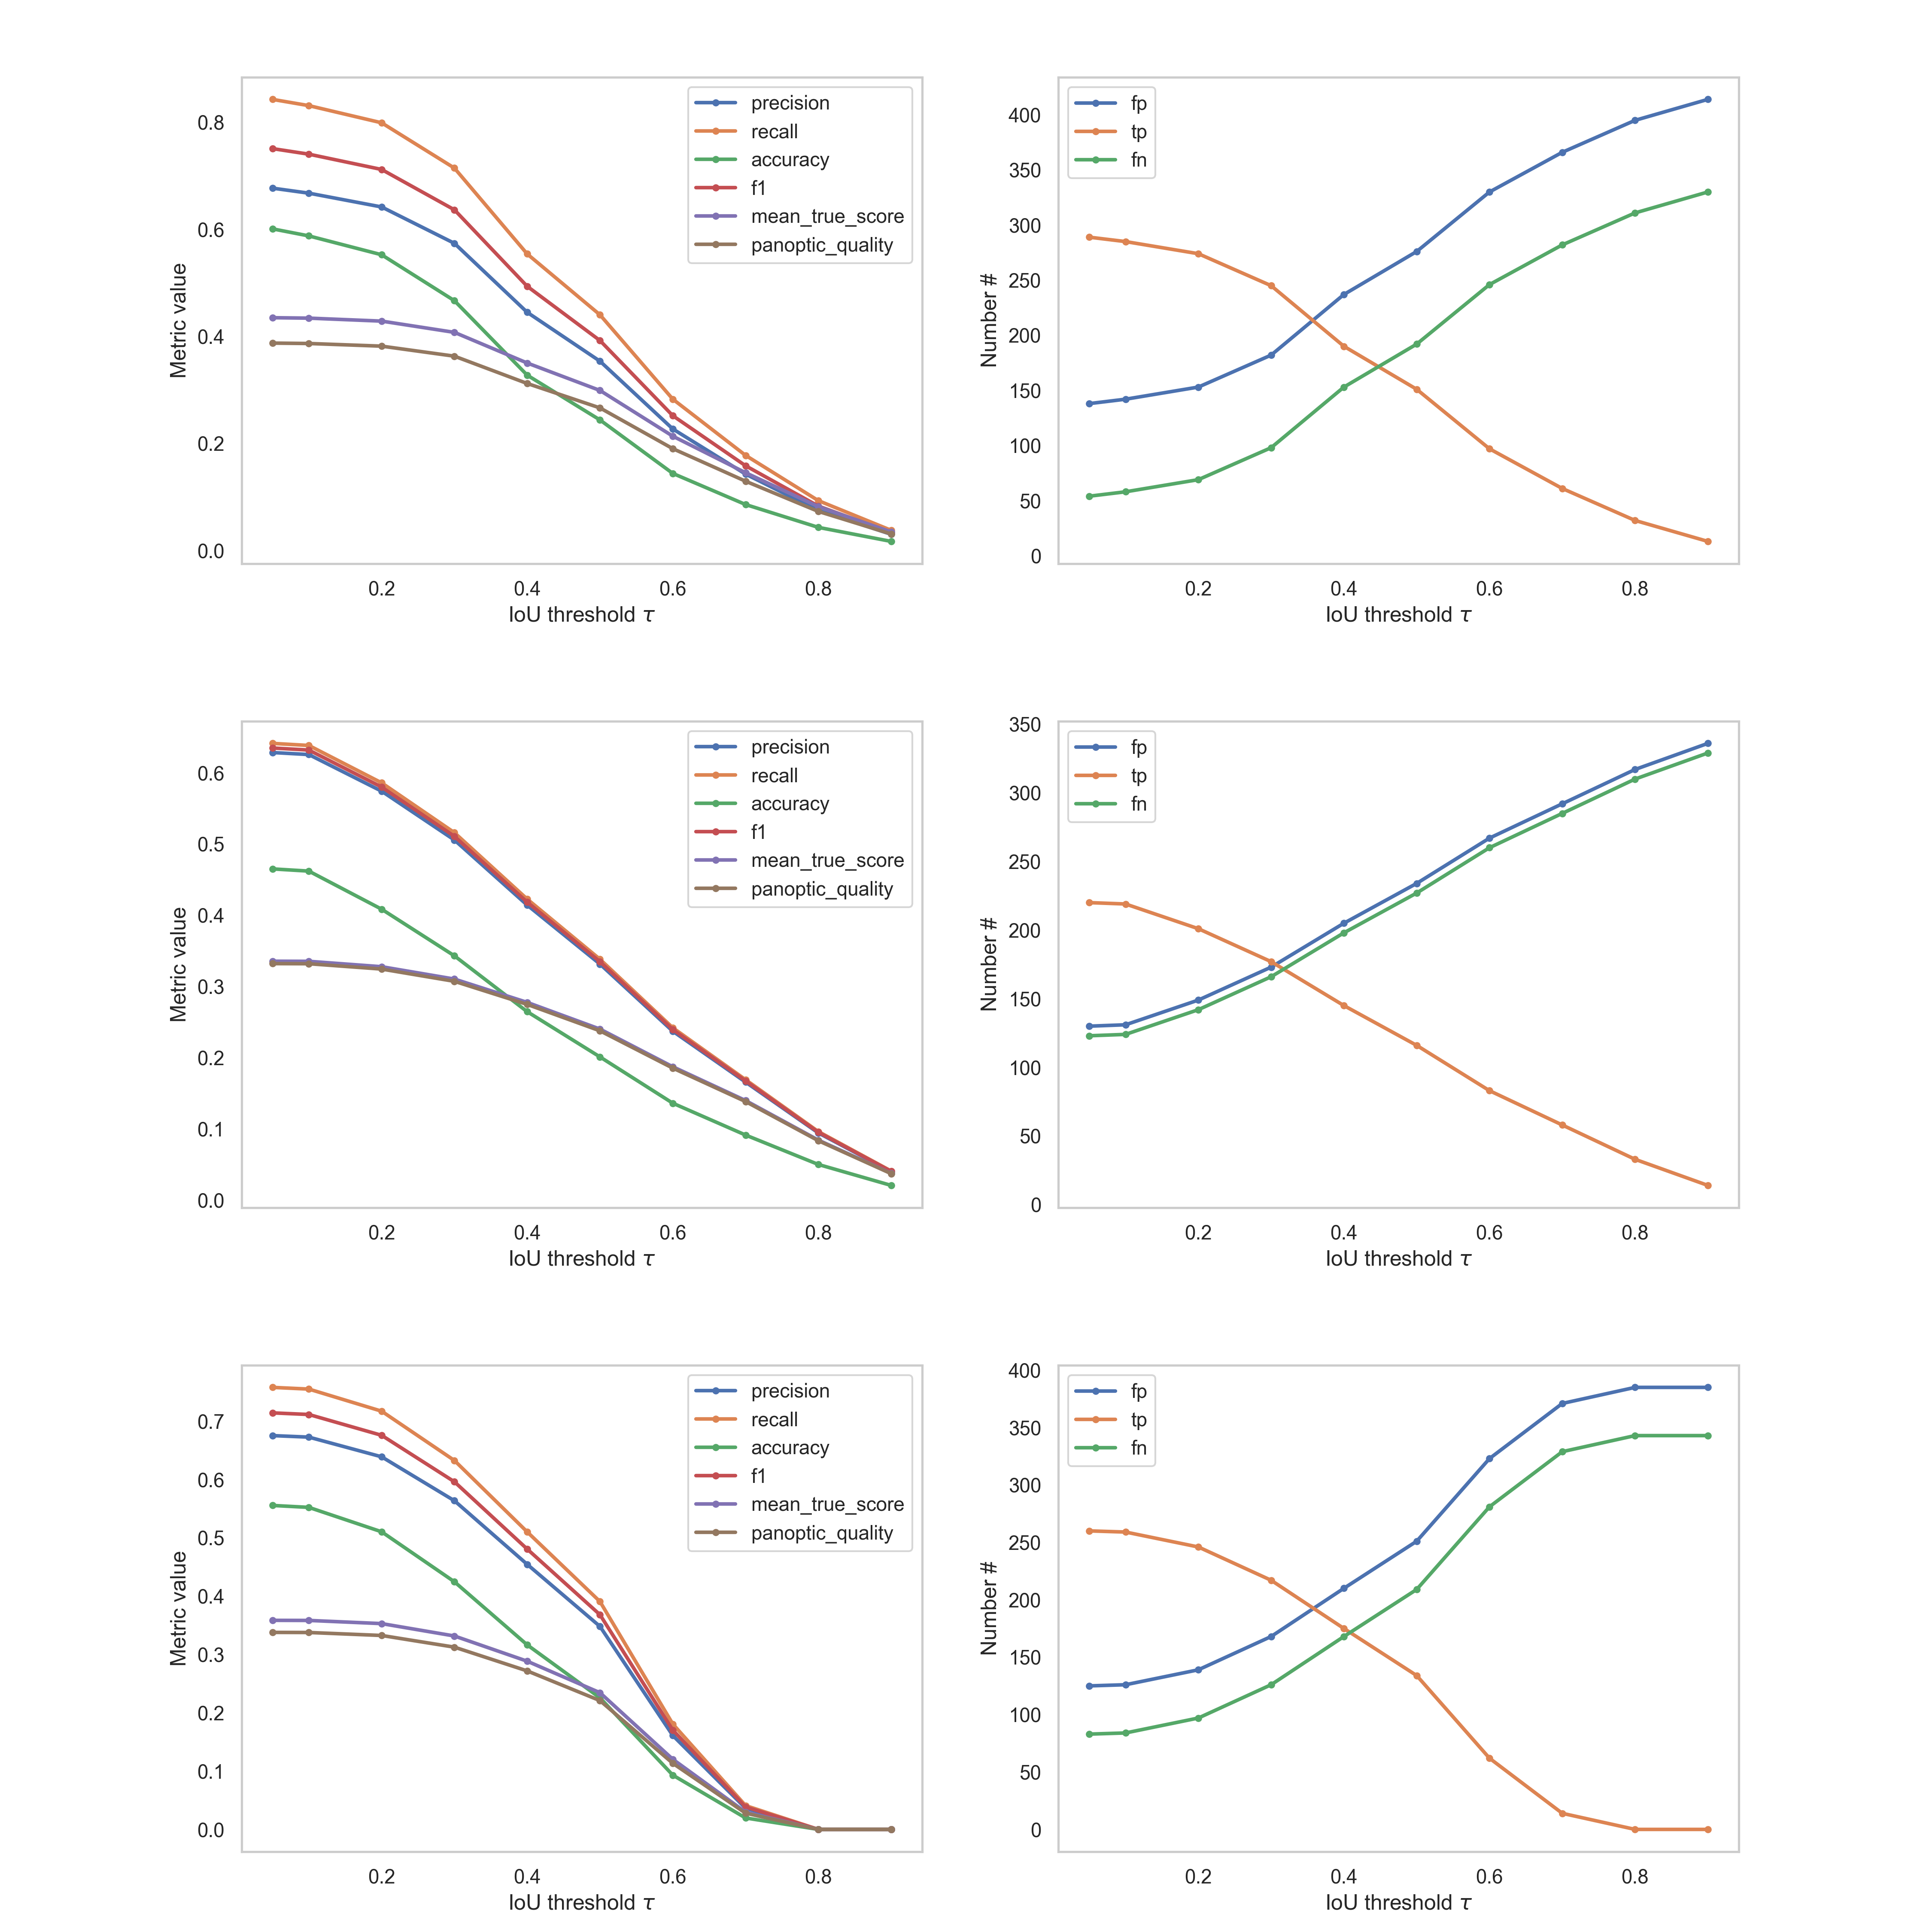 0.8
0.6
0.4
0.2
0.0
Metric value
precision
recall
accuracy
f1
mean_true_score
panoptic_quality
0.2 0.4 0.6 0.8
IoU threshold τ
400
350
300
250
200
150
100
50
0
Number #
fp
tp
fn
0.2 0.4 0.6 0.8
IoU threshold τ
0.6
0.5
0.4
0.3
0.2
0.1
0.0
Metric value
precision
recall
accuracy
f1
mean_true_score
panoptic_quality
0.2 0.4 0.6 0.8
IoU threshold τ
350
300
250
200
150
100
50
0
Number #
fp
tp
fn
0.2 0.4 0.6 0.8
IoU threshold τ
0.7
0.6
0.5
0.4
0.3
0.2
0.1
0.0
Metric value
precision
recall
accuracy
f1
mean_true_score
panoptic_quality
0.2 0.4 0.6 0.8
IoU threshold τ
400
350
300
250
200
150
100
50
0
Number #
fp
tp
fn
0.2 0.4 0.6 0.8
IoU threshold τ